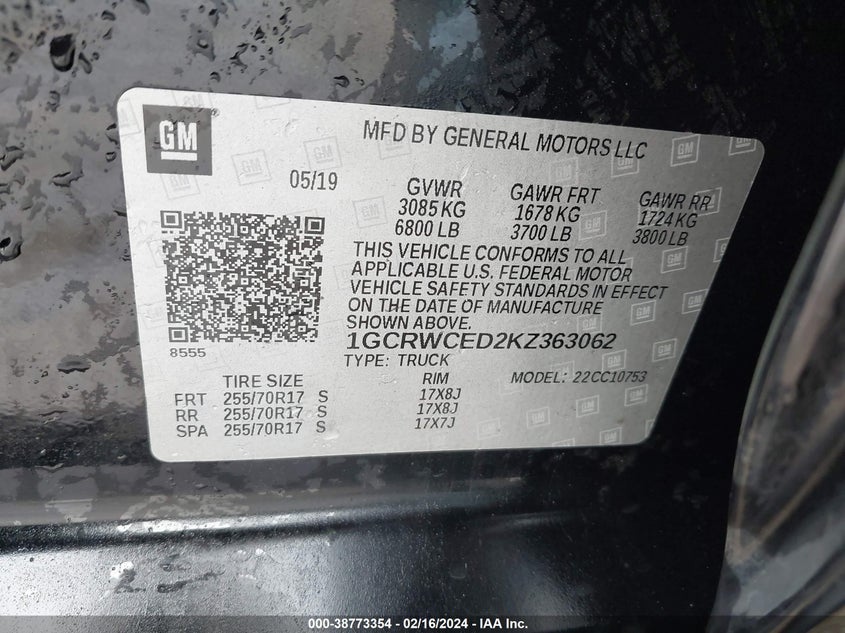 GM
MFD BY GENERAL MOTORS LLC
05/19 GVWR GAWR FRT GAWR RR
3085 KG 1678 KG 1724 KG
6800 LB 3700 LB 3800 LB
THIS VEHICLE CONFORMS TO ALL
APPLICABLE U.S. FEDERAL MOTOR
VEHICLE SAFETY STANDARDS IN EFFECT
ON THE DATE OF MANUFACTURE
SHOWN ABOVE.
8555
1GCRWCED2KZ363062
TYPE: TRUCK
MODEL: 22CC10753
TIRE SIZE RIM
FRT 255/70R17 S 17X8J
RR 255/70R17 S 17X8J
SPA 255/70R17 S 17X7J
000-38773354 - 02/16/2024 - IAA Inc.